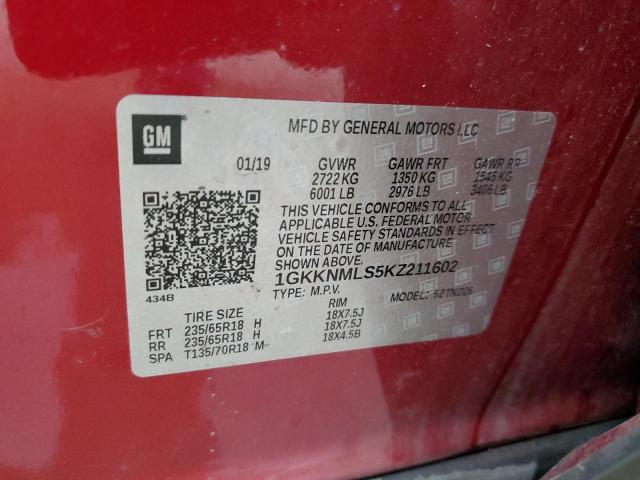 GM
MFD BY GENERAL MOTORS LLC
01/19 GVWR GAWR FRT GAWR RR
2722 KG 1350 KG 1545 KG
6001 LB 2976 LB 3406 LB
THIS VEHICLE CONFORMS TO ALL
APPLICABLE U.S. FEDERAL MOTOR
VEHICLE SAFETY STANDARDS IN EFFECT
ON THE DATE OF MANUFACTURE
SHOWN ABOVE.
1GKKNMLS5KZ211602
TYPE: M.P.V. MODEL:
434B
TIRE SIZE RIM
FRT 235/65R18 H 18X7.5J
RR 235/65R18 H 18X7.5J
SPA T135/70R18 M 18X4.5B